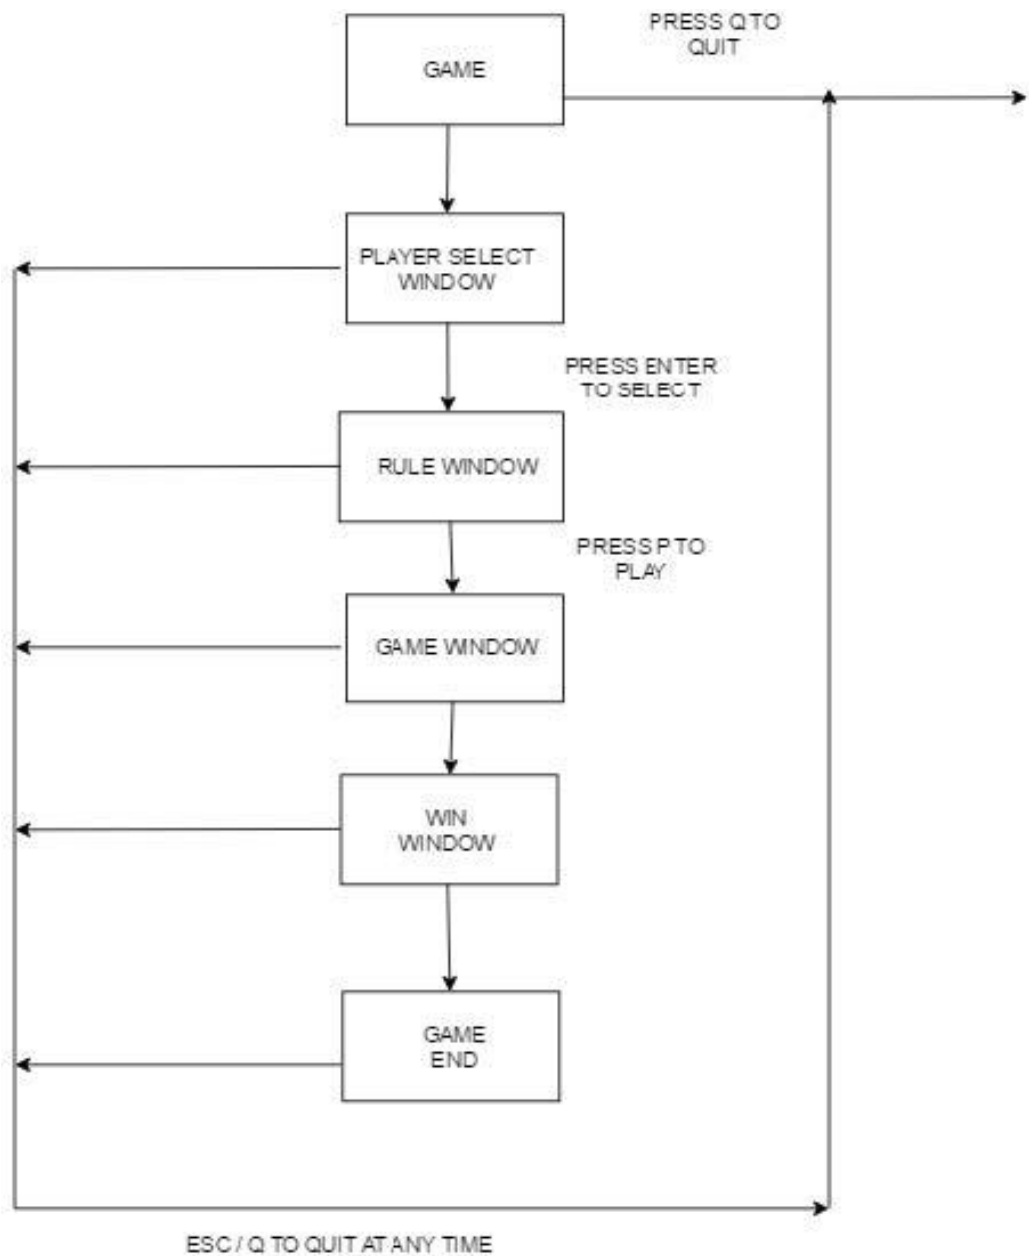 PRESS Q TO
QUIT
GAME
PLAYER SELECT
WINDOW
PRESS ENTER
TO SELECT
RULE WINDOW
PRESS P TO
PLAY
GAME WINDOW
WIN
WINDOW
GAME
END
ESC / Q TO QUIT AT ANY TIME